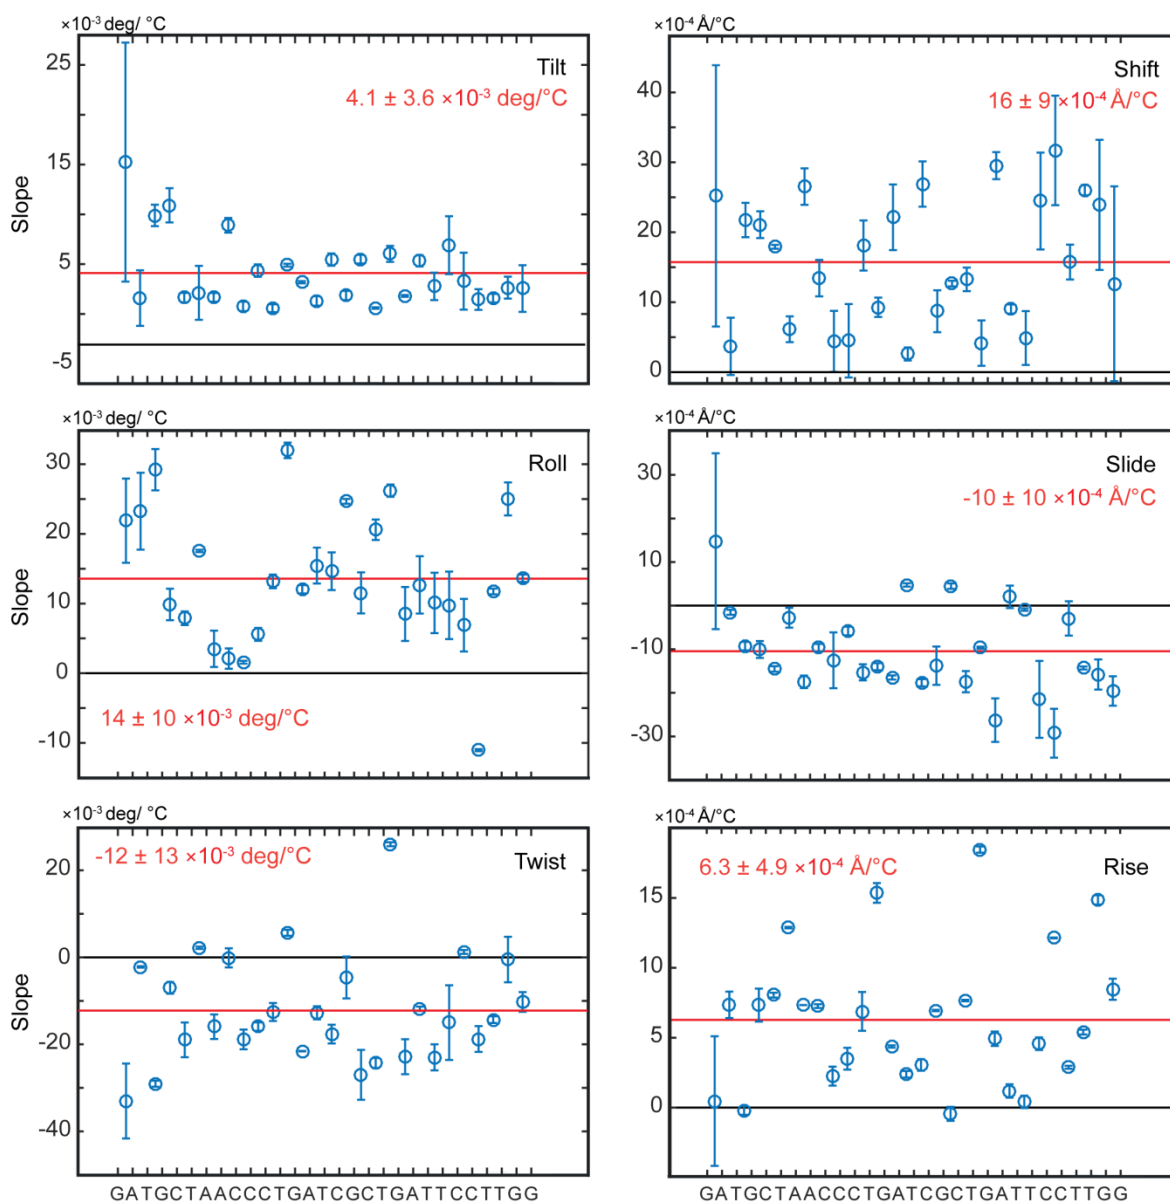 ×10⁻³ deg/ °C
Tilt
4.1 ± 3.6 ×10⁻³ deg/°C
25
15
5
-5
Slope
×10⁻⁴ Å/°C
Shift
16 ± 9 ×10⁻⁴ Å/°C
40
30
20
10
0
×10⁻³ deg/ °C
Roll
30
20
10
0
-10
14 ± 10 ×10⁻³ deg/°C
Slope
×10⁻⁴ Å/°C
Slide
-10 ± 10 ×10⁻⁴ Å/°C
30
10
-10
-30
×10⁻³ deg/ °C
-12 ± 13 ×10⁻³ deg/°C
Twist
20
0
-20
-40
Slope
GATGCTAACCCTGATCGCTGATTCCTTGG
×10⁻⁴ Å/°C
6.3 ± 4.9 ×10⁻⁴ Å/°C
Rise
15
10
5
0
GATGCTAACCCTGATCGCTGATTCCTTGG